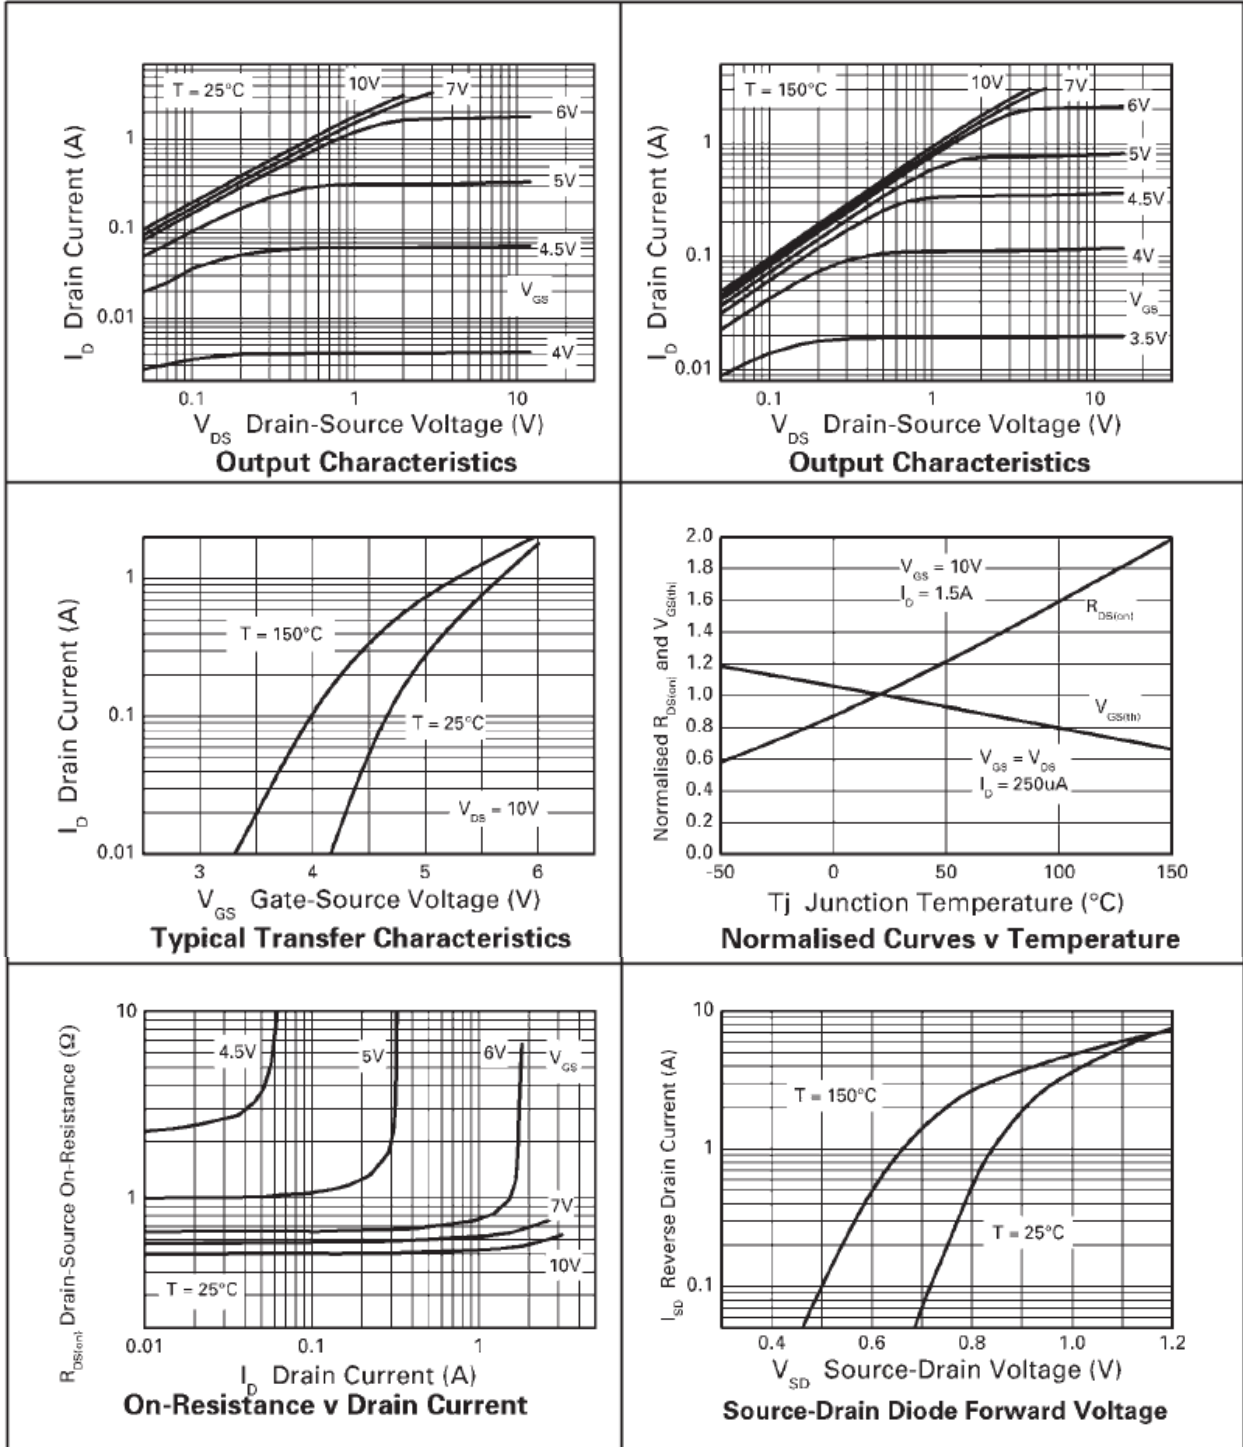 T = 25°C
10V
7V
6V
5V
4.5V
V_GS
4V
1
0.1
0.01
I_D Drain Current (A)
0.1
1
10
V_DS Drain-Source Voltage (V)
Output Characteristics
T = 150°C
10V
7V
6V
5V
4.5V
4V
V_GS
3.5V
1
0.1
0.01
I_D Drain Current (A)
0.1
1
10
V_DS Drain-Source Voltage (V)
Output Characteristics
1
0.1
0.01
I_D Drain Current (A)
T = 150°C
T = 25°C
V_DS = 10V
3
4
5
6
V_GS Gate-Source Voltage (V)
Typical Transfer Characteristics
2.0
1.8
1.6
1.4
1.2
1.0
0.8
0.6
0.4
0.2
0.0
Normalised R_DS(on) and V_GS(th)
V_GS = 10V
I_D = 1.5A
R_DS(on)
V_GS(th)
V_GS = V_DS
I_D = 250uA
-50
0
50
100
150
Tj Junction Temperature (°C)
Normalised Curves v Temperature
10
1
R_DS(on) Drain-Source On-Resistance (Ω)
4.5V
5V
6V
V_GS
7V
10V
T = 25°C
0.01
0.1
1
I_D Drain Current (A)
On-Resistance v Drain Current
10
1
0.1
I_SD Reverse Drain Current (A)
T = 150°C
T = 25°C
0.4
0.6
0.8
1.0
1.2
V_SD Source-Drain Voltage (V)
Source-Drain Diode Forward Voltage